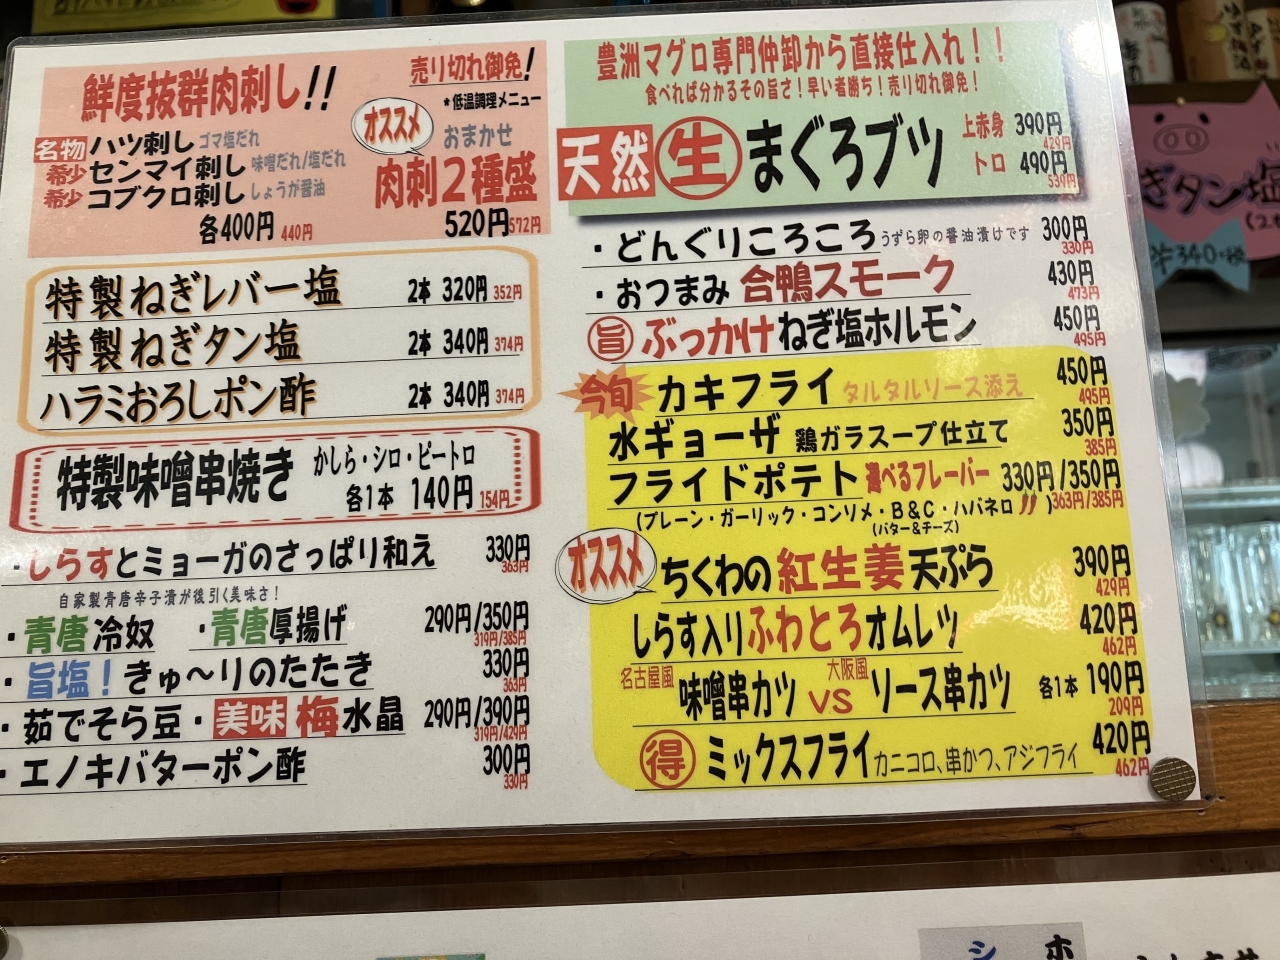 鮮度抜群肉刺し!!
売り切れ御免!
*低温調理メニュー
名物 ハツ刺し ゴマ塩だれ
希少 センマイ刺し 味噌だれ/塩だれ
希少 コブクロ刺し しょうが醤油
各400円 440円
オススメ
おまかせ
肉刺2種盛
520円 572円
特製ねぎレバー塩 2本 320円 352円
特製ねぎタン塩 2本 340円 374円
ハラミおろしポン酢 2本 340円 374円
特製味噌串焼き かしら・シロ・ピートロ
各1本 140円 154円
・しらすとミョーガのさっぱり和え 330円 363円
自家製青唐辛子漬が後引く美味さ!
・青唐冷奴 ・青唐厚揚げ 290円/350円 319円/385円
・旨塩!きゅ〜りのたたき 330円 363円
・茹でそら豆・美味梅水晶 290円/390円 319円/429円
・エノキバターポン酢 300円 330円
豊洲マグロ専門仲卸から直接仕入れ!!
食べれば分かるその旨さ!早い者勝ち!売り切れ御免!
天然生まぐろブツ
上赤身 390円 429円
トロ 490円 539円
・どんぐりころころ うずら卵の醤油漬けです 300円 330円
・おつまみ合鴨スモーク 430円 473円
旨 ぶっかけねぎ塩ホルモン 450円 495円
今旬 カキフライ タルタルソース添え 450円 495円
水ギョーザ 鶏ガラスープ仕立て 350円 385円
フライドポテト 選べるフレーバー 330円/350円 363円/385円
(プレーン・ガーリック・コンソメ・B&C・ハバネロ〃)
(バター&チーズ)
オススメ
ちくわの紅生姜天ぷら 390円 429円
しらす入りふわとろオムレツ 420円 462円
名古屋風 味噌串カツ VS 大阪風 ソース串カツ 各1本 190円 209円
得 ミックスフライ カニコロ、串かつ、アジフライ 420円 462円
ぎタン塩
340
シ ホ